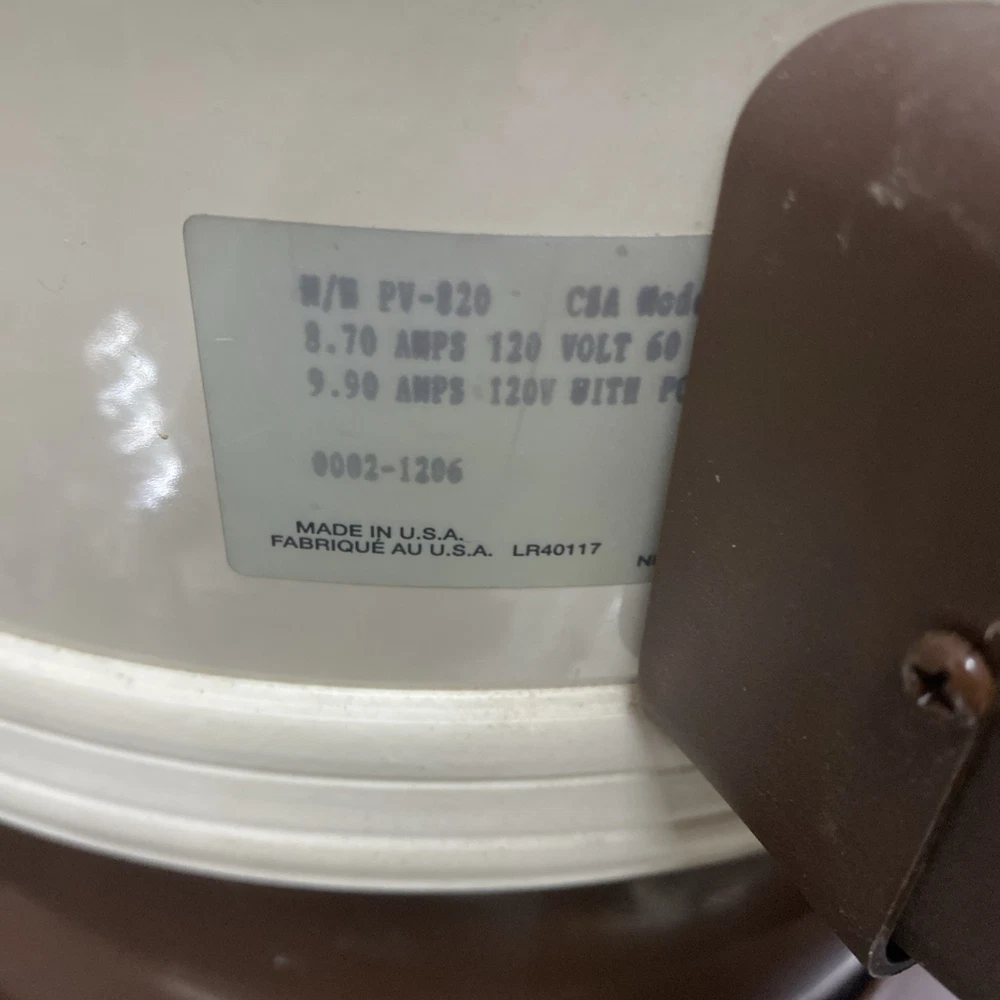 M/N PV-820 CSA
8.70 AMPS 120 VOLT 60
9.90 AMPS 120V WITH
0002-1206
MADE IN U.S.A.
FABRIQUÉ AU U.S.A. LR40117